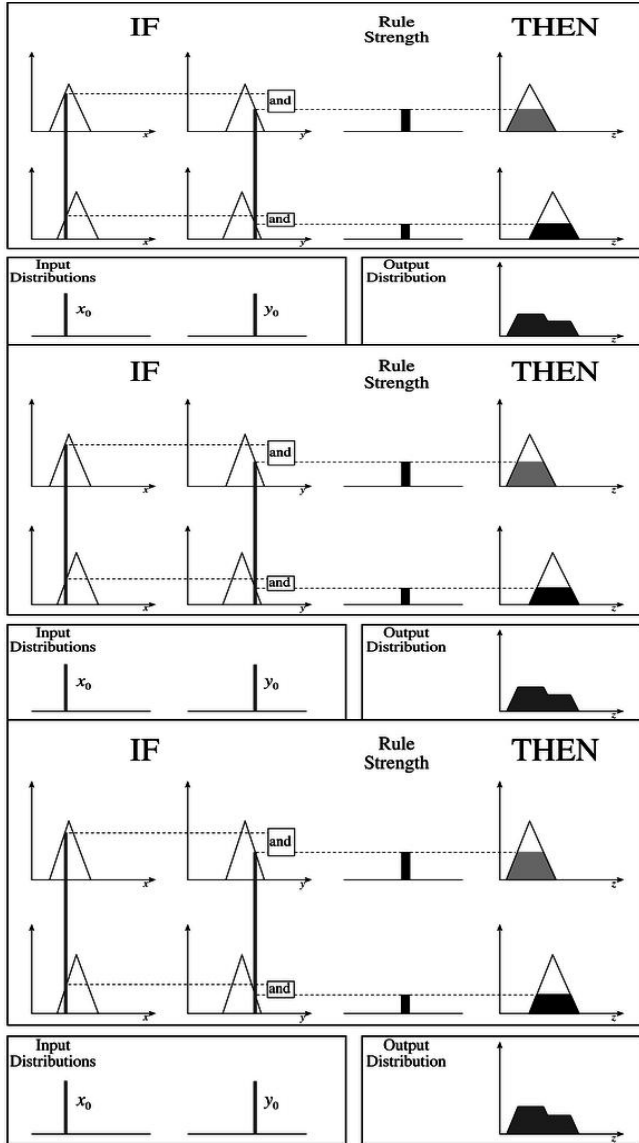 IF Rule Strength THEN
and
x y z
and
x y z
Input Distributions
x₀ y₀
Output Distribution
z
IF Rule Strength THEN
and
x y z
and
x y z
Input Distributions
x₀ y₀
Output Distribution
z
IF Rule Strength THEN
and
x y z
and
x y z
Input Distributions
x₀ y₀
Output Distribution
z